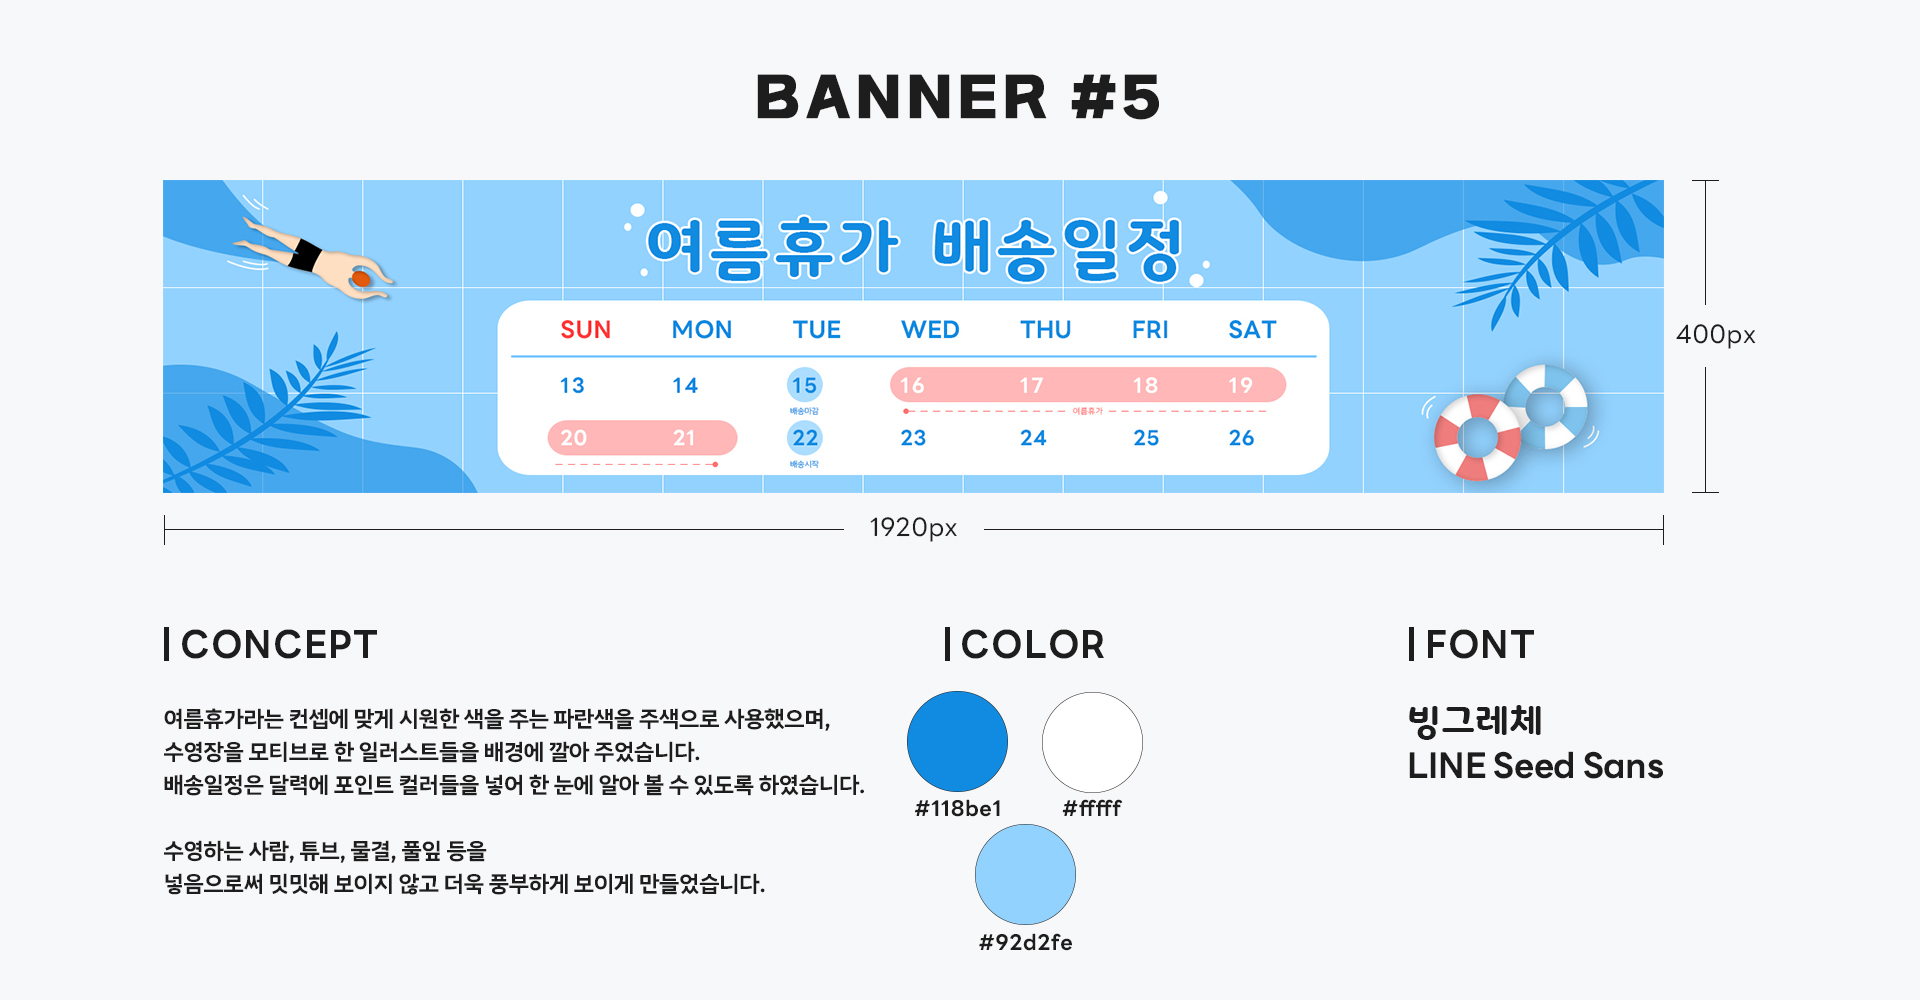 BANNER #5
여름휴가 배송일정
SUN MON TUE WED THU FRI SAT
13 14 15 16 17 18 19
배송마감 여름휴가
20 21 22 23 24 25 26
배송시작
400px
1920px
CONCEPT
여름휴가라는 컨셉에 맞게 시원한 색을 주는 파란색을 주색으로 사용했으며,
수영장을 모티브로 한 일러스트들을 배경에 깔아 주었습니다.
배송일정은 달력에 포인트 컬러들을 넣어 한 눈에 알아 볼 수 있도록 하였습니다.
수영하는 사람, 튜브, 물결, 풀잎 등을
넣음으로써 밋밋해 보이지 않고 더욱 풍부하게 보이게 만들었습니다.
COLOR
#118be1 #fffff
#92d2fe
FONT
빙그레체
LINE Seed Sans